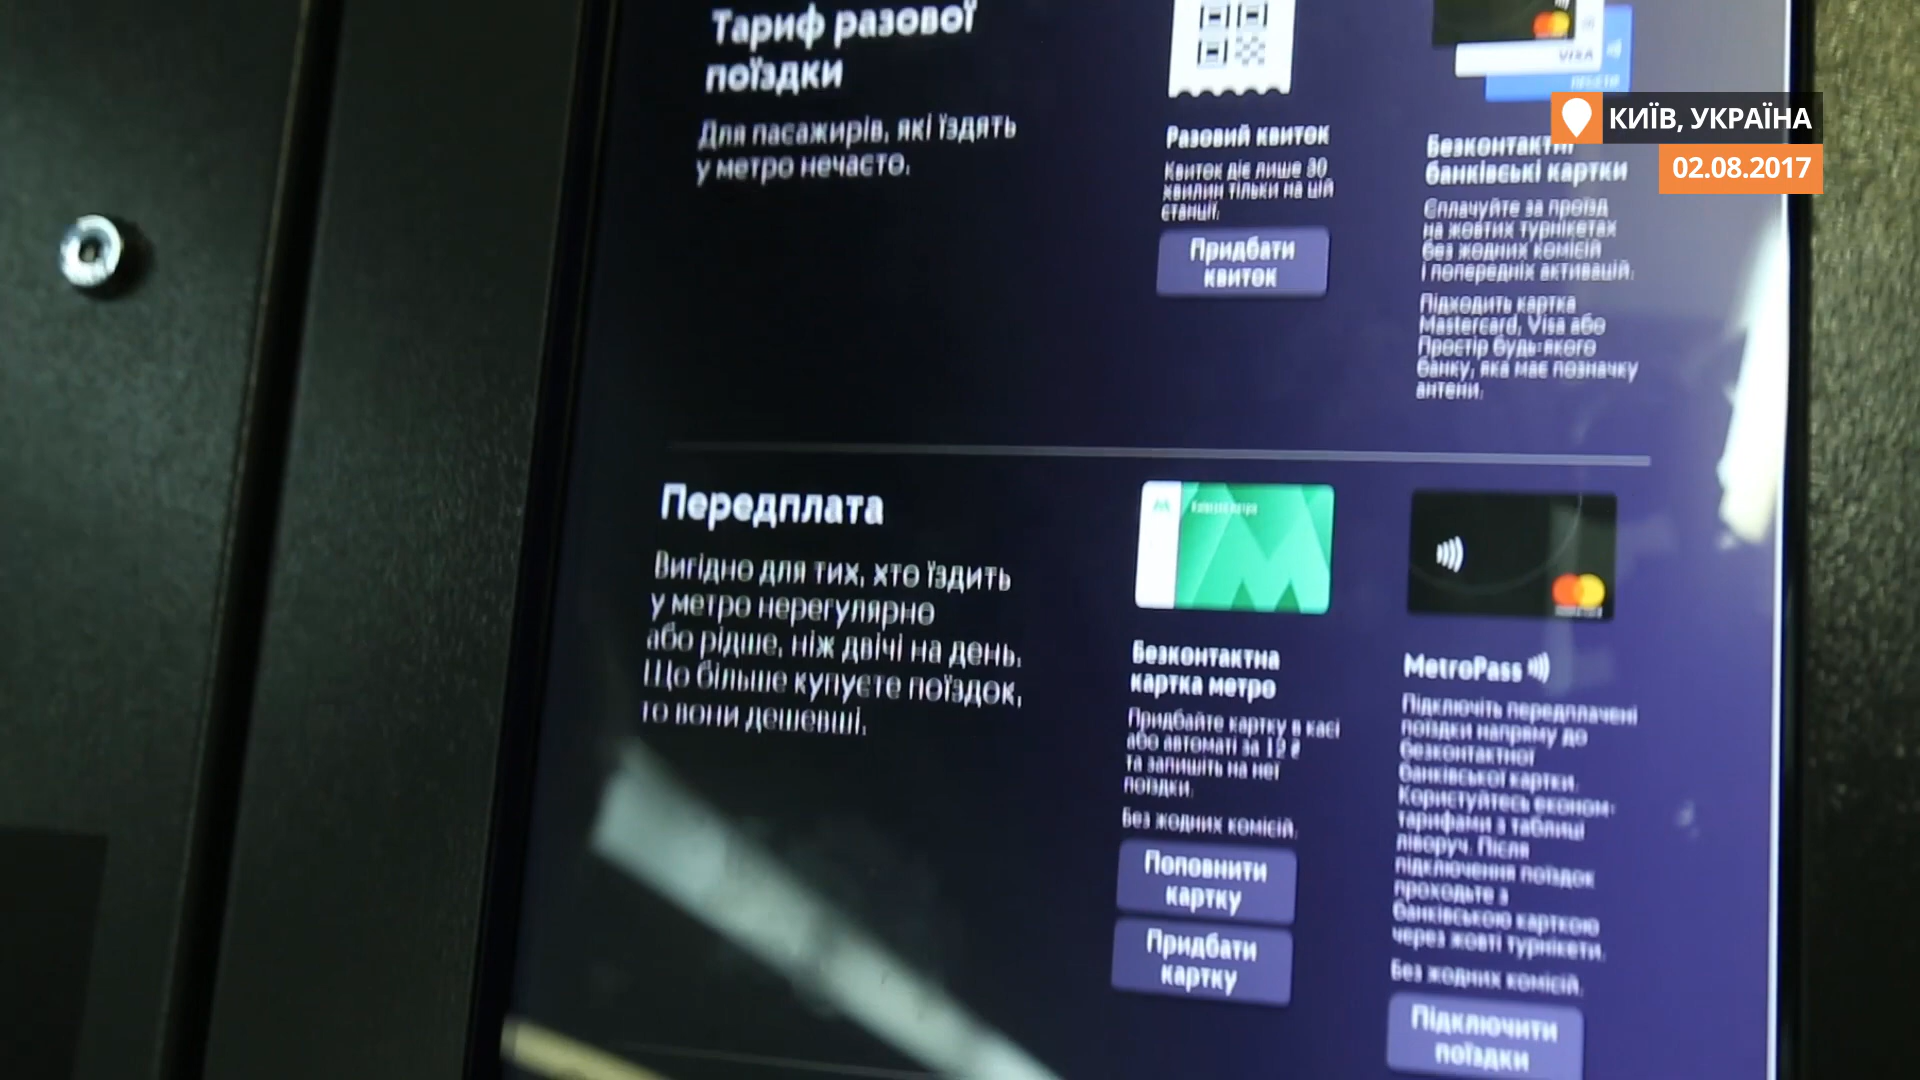 Тариф разової
поїздки
Для пасажирів, які їздять
у метро нечасто.
VISA
Разовий квиток
Квиток діє лише 30
хвилин тільки на цій
станції.
Придбати
квиток
КИЇВ, УКРАЇНА
02.08.2017
Безконтактні
банківські картки
Сплачуйте за проїзд
на жовтих турнікетах
без жодних комісій
і попередніх активацій.
Підходить картка
Mastercard, Visa або
Простір будь-якого
банку, яка має позначку
антени.
Передплата
Вигідно для тих, хто їздить
у метро нерегулярно
або рідше, ніж двічі на день.
Що більше купуєте поїздок,
то вони дешевші.
Безконтактна
картка метро
Придбайте картку в касі
або автоматі за
та запишіть на неї
поїздки.
Без жодних комісій.
Поповнити
картку
Придбати
картку
MetroPass
Підключіть передплачені
поїздки напряму до
безконтактної
банківської картки.
Користуйтесь економ-
тарифами з таблиці
ліворуч. Після
підключення поїздок
проходьте з
банківською карткою
через жовті турнікети.
Без жодних комісій.
Підключити
поїздки